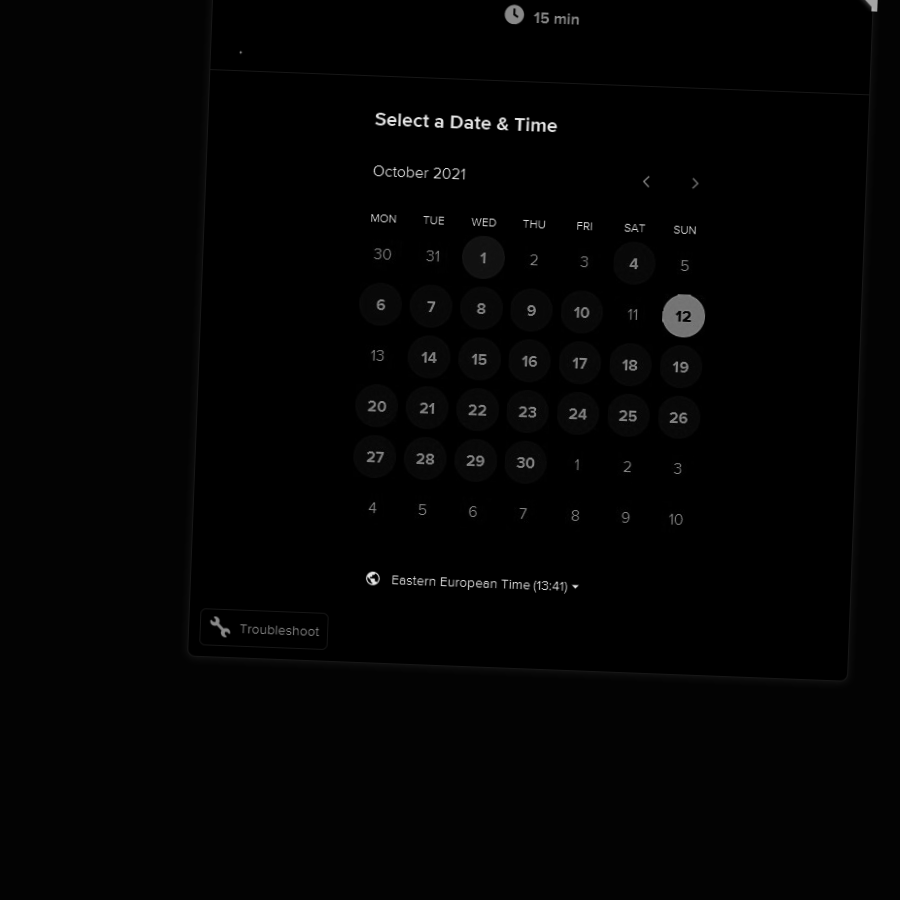 15 min
.
Select a Date & Time
October 2021
MON TUE WED THU FRI SAT SUN
30 31 1 2 3 4 5
6 7 8 9 10 11 12
13 14 15 16 17 18 19
20 21 22 23 24 25 26
27 28 29 30 1 2 3
4 5 6 7 8 9 10
Eastern European Time (13:41)
Troubleshoot